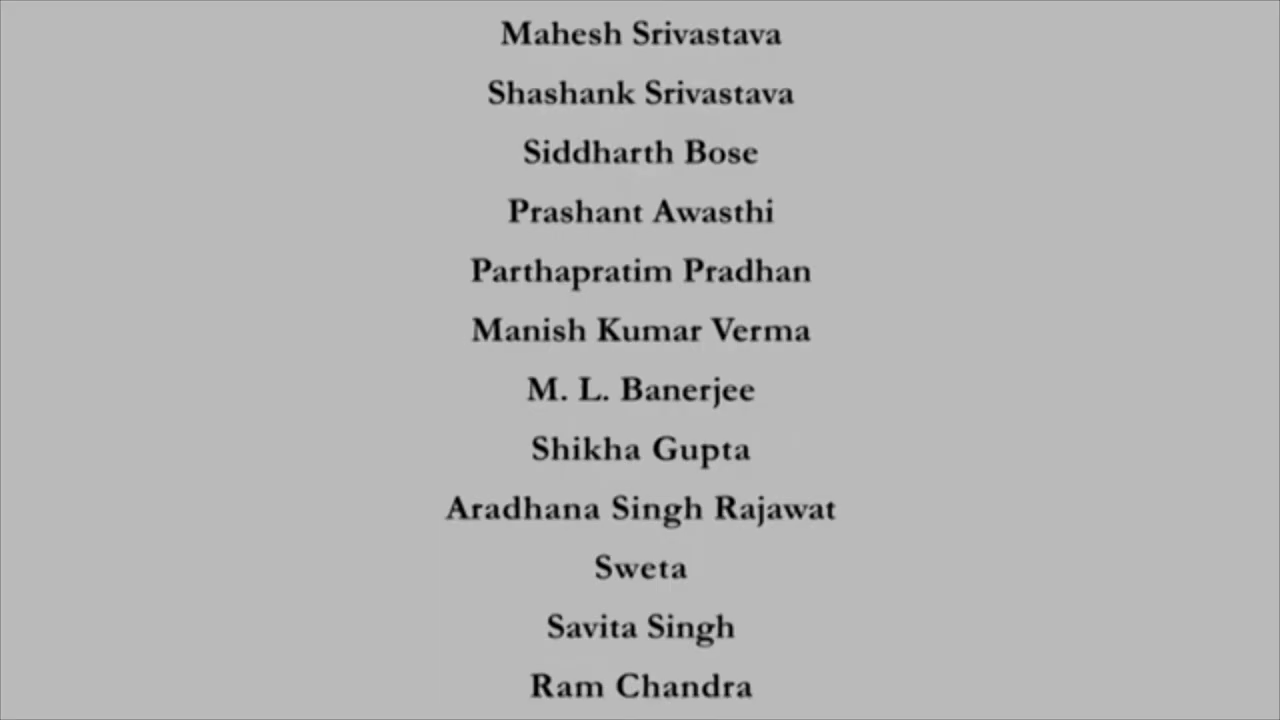 Mahesh Srivastava
Shashank Srivastava
Siddharth Bose
Prashant Awasthi
Parthapratim Pradhan
Manish Kumar Verma
M. L. Banerjee
Shikha Gupta
Aradhana Singh Rajawat
Sweta
Savita Singh
Ram Chandra